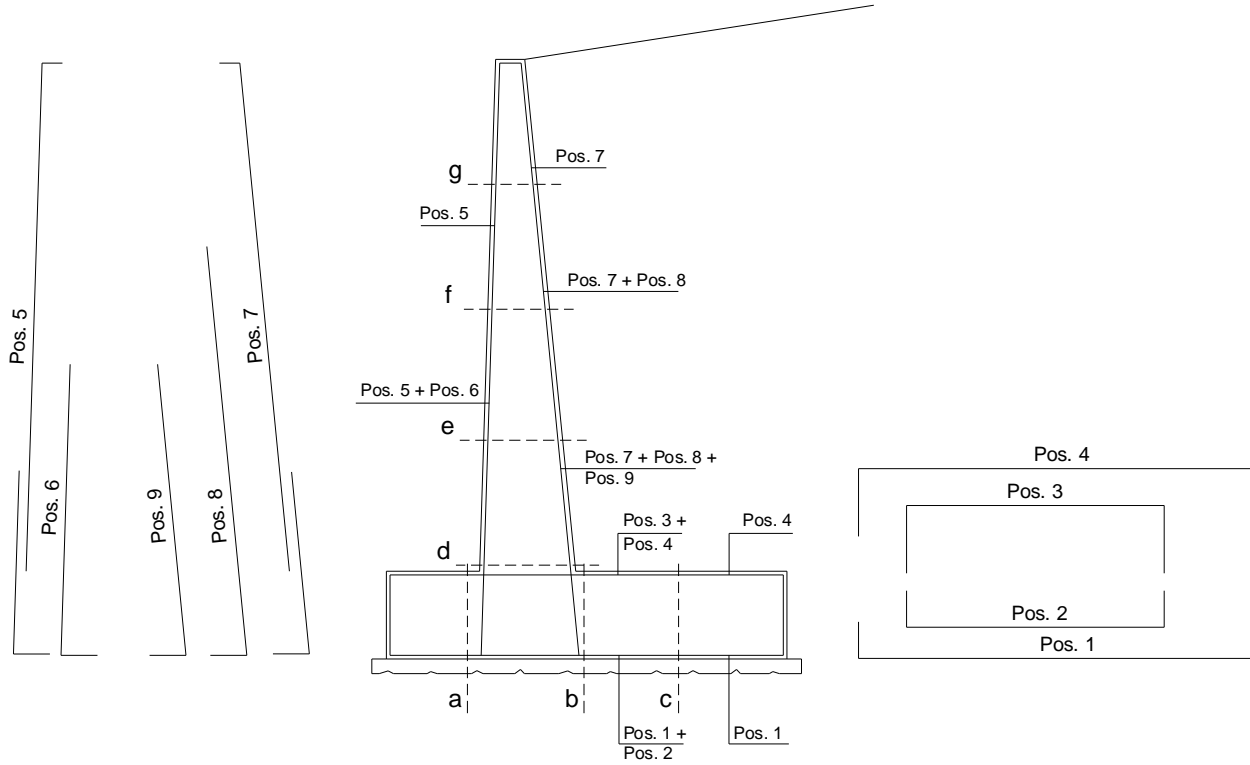 Pos. 5
Pos. 6
Pos. 9
Pos. 8
Pos. 7
g
Pos. 7
Pos. 5
f
Pos. 7 + Pos. 8
Pos. 5 + Pos. 6
e
Pos. 7 + Pos. 8 +
Pos. 9
d
Pos. 3 +
Pos. 4
Pos. 4
a
b
c
Pos. 1 +
Pos. 2
Pos. 1
Pos. 4
Pos. 3
Pos. 2
Pos. 1